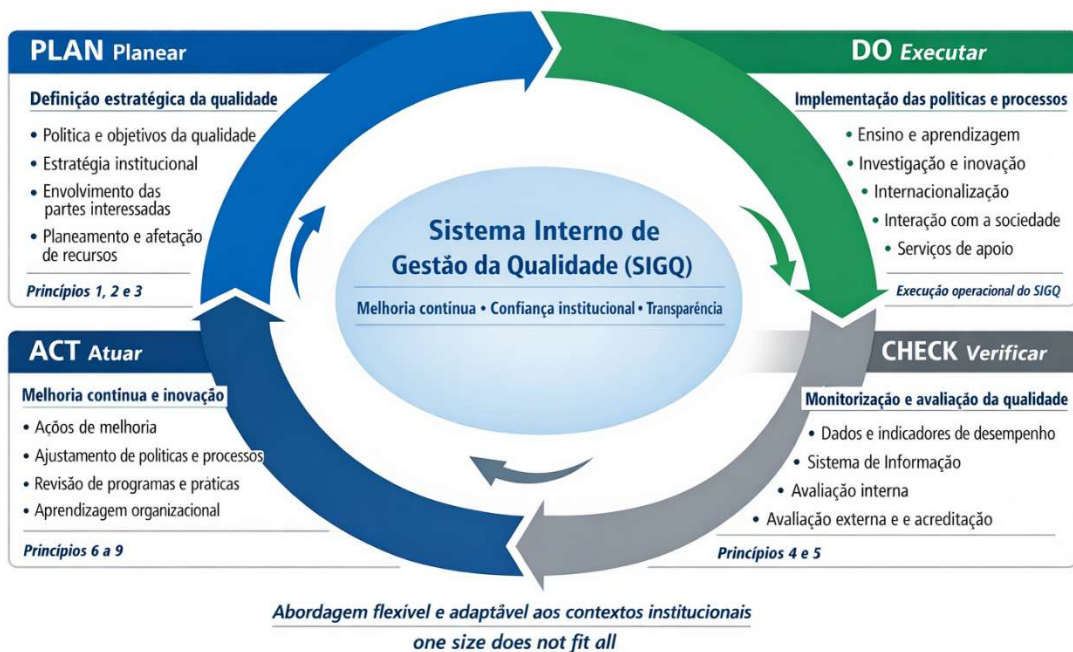 PLAN Planear
Definição estratégica da qualidade
• Politica e objetivos da qualidade
• Estratégia institucional
• Envolvimento das
partes interessadas
• Planeamento e afetação
de recursos
Princípios 1, 2 e 3
DO Executar
Implementação das politicas e processos
• Ensino e aprendizagem
• Investigação e inovação
• Internacionalização
• Interação com a sociedade
• Serviços de apoio
Execução operacional do SIGQ
Sistema Interno de
Gestão da Qualidade (SIGQ)
Melhoria contínua • Confiança institucional • Transparência
ACT Atuar
Melhoria continua e inovação
• Açõos de melhoria
• Ajustamento de politicas e processos
• Revisão de programas e práticas
• Aprendizagem organizacional
Princípios 6 a 9
CHECK Verificar
Monitorização e avaliação da qualidade
• Dados e indicadores de desempenho
• Sistema de Informação
• Avaliação interna
• Avaliação externa e e acreditação
Princípios 4 e 5
Abordagem flexível e adaptável aos contextos institucionais
one size does not fit all